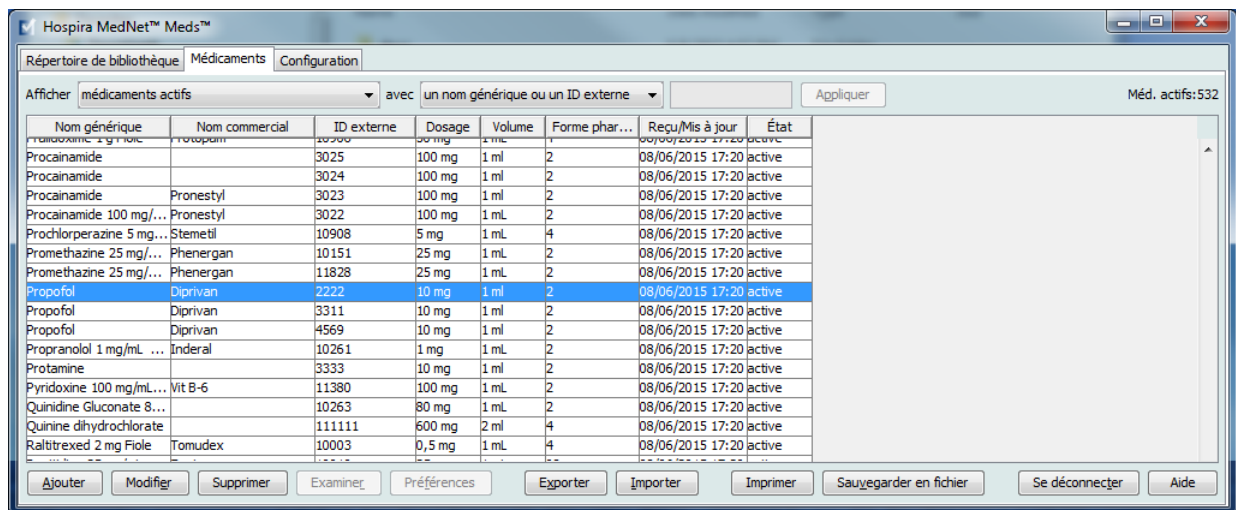 Hospira MedNet™ Meds™
Répertoire de bibliothèque Médicaments Configuration
Afficher médicaments actifs avec un nom générique ou un ID externe Appliquer Méd. actifs:532
Nom générique Nom commercial ID externe Dosage Volume Forme phar... Reçu/Mis à jour État
Procainamide 3025 100 mg 1 ml 2 08/06/2015 17:20 active
Procainamide 3024 100 mg 1 ml 2 08/06/2015 17:20 active
Procainamide Pronestyl 3023 100 mg 1 ml 2 08/06/2015 17:20 active
Procainamide 100 mg/... Pronestyl 3022 100 mg 1 mL 2 08/06/2015 17:20 active
Prochlorperazine 5 mg... Stemetil 10908 5 mg 1 mL 4 08/06/2015 17:20 active
Promethazine 25 mg/... Phenergan 10151 25 mg 1 mL 2 08/06/2015 17:20 active
Promethazine 25 mg/... Phenergan 11828 25 mg 1 mL 2 08/06/2015 17:20 active
Propofol Diprivan 2222 10 mg 1 ml 2 08/06/2015 17:20 active
Propofol Diprivan 3311 10 mg 1 ml 2 08/06/2015 17:20 active
Propofol Diprivan 4569 10 mg 1 ml 2 08/06/2015 17:20 active
Propranolol 1 mg/mL ... Inderal 10261 1 mg 1 mL 2 08/06/2015 17:20 active
Protamine 3333 10 mg 1 ml 2 08/06/2015 17:20 active
Pyridoxine 100 mg/mL... Vit B-6 11380 100 mg 1 mL 2 08/06/2015 17:20 active
Quinidine Gluconate 8... 10263 80 mg 1 mL 2 08/06/2015 17:20 active
Quinine dihydrochlorate 111111 600 mg 2 ml 4 08/06/2015 17:20 active
Raltitrexed 2 mg Fiole Tomudex 10003 0,5 mg 1 mL 4 08/06/2015 17:20 active
Ajouter Modifier Supprimer Examiner Préférences Exporter Importer Imprimer Sauvegarder en fichier Se déconnecter Aide